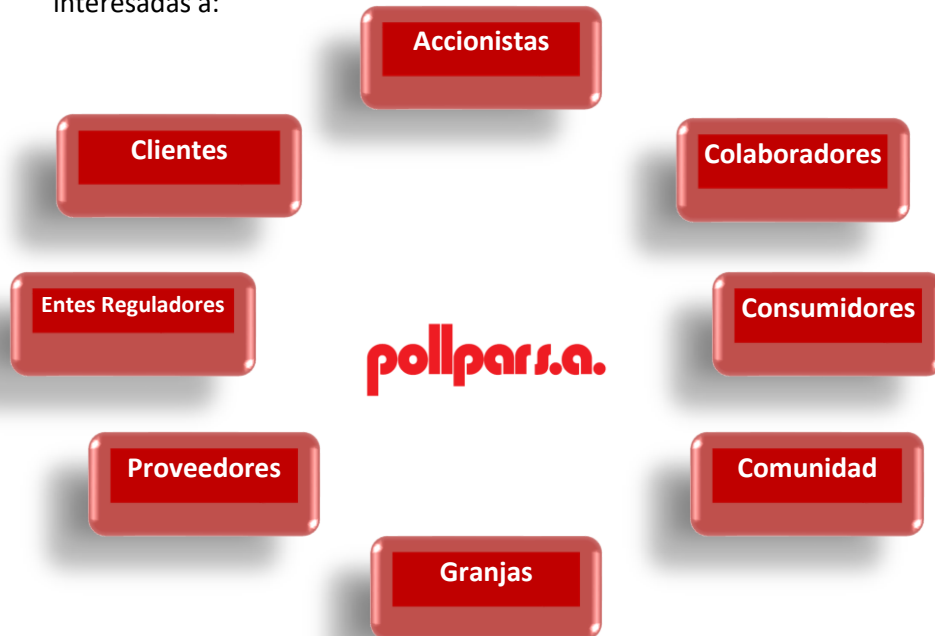 interesadas a:
Accionistas
Clientes
Colaboradores
Entes Reguladores
Consumidores
pollpar s.a.
Proveedores
Comunidad
Granjas